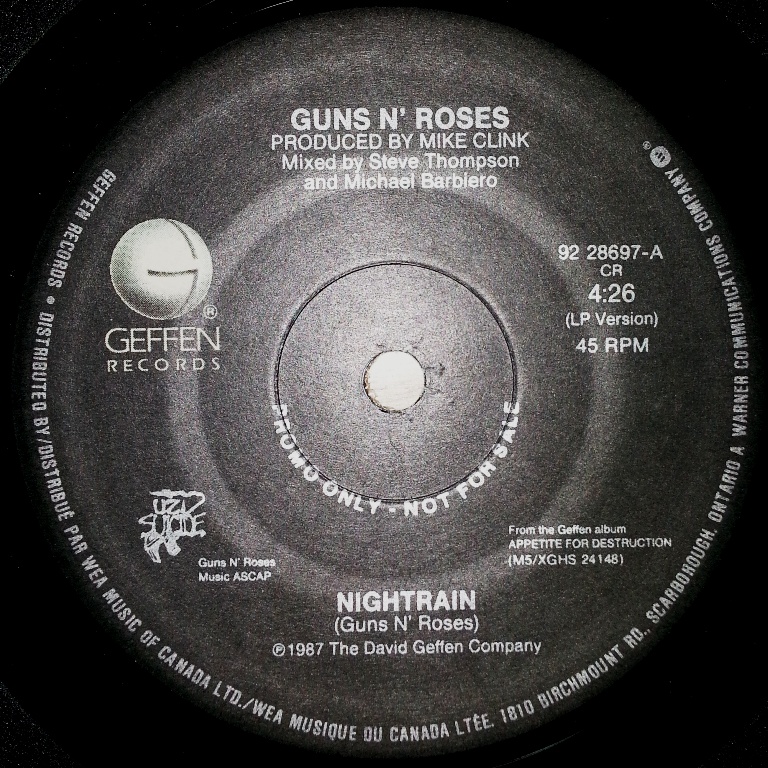 GUNS N' ROSES
PRODUCED BY MIKE CLINK
Mixed by Steve Thompson
and Michael Barbiero
GEFFEN
RECORDS
®
92 28697-A
CR
4:26
(LP Version)
45 RPM
PROMO ONLY - NOT FOR SALE
UZI
SUICIDE
Guns N' Roses
Music ASCAP
From the Geffen album
APPETITE FOR DESTRUCTION
(M5/XGHS 24148)
NIGHTRAIN
(Guns N' Roses)
℗1987 The David Geffen Company
GEFFEN RECORDS • DISTRIBUTED BY/DISTRIBUÉ PAR WEA MUSIC OF CANADA LTD./WEA MUSIQUE DU CANADA LTÉE. 1810 BIRCHMOUNT RD., SCARBOROUGH, ONTARIO A WARNER COMMUNICATIONS COMPANY ®